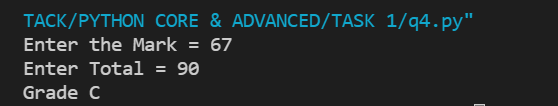 TACK/PYTHON CORE & ADVANCED/TASK 1/q4.py"
Enter the Mark = 67
Enter Total = 90
Grade C